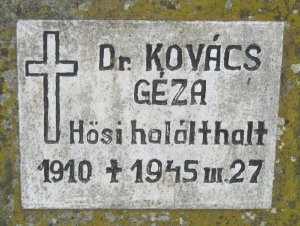 Dr. KOVÁCS
GÉZA
Hősi halálthalt
1910 ✝ 1945 III. 27